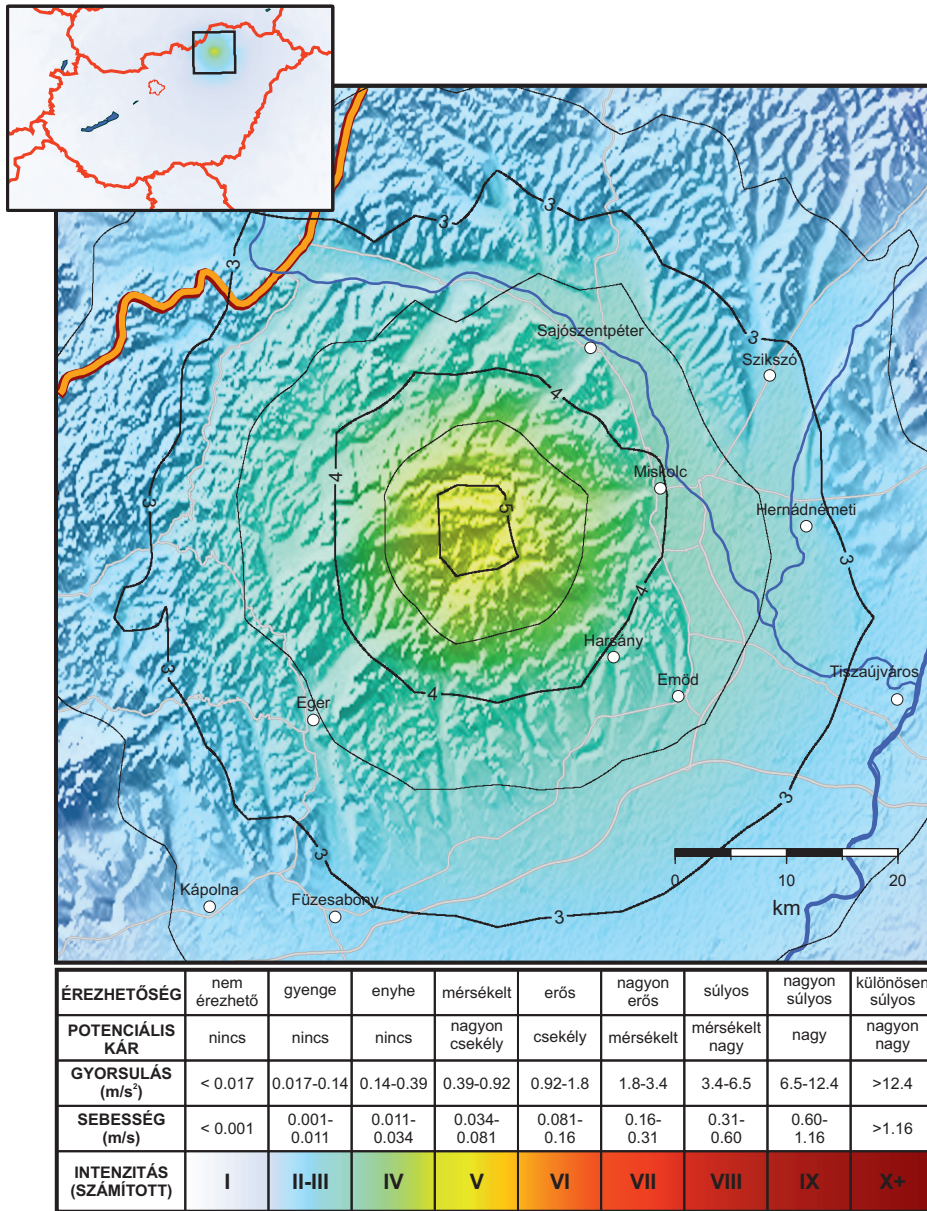 3
3
3
3
Sajószentpéter
Szikszó
4
Miskolc
4
3
5
Hernádnémeti
3
4
Harsány
3
Emőd
Tiszaújváros
4
Eger
3
3
0
10
20
km
Kápolna
Füzesabony
3
ÉREZHETŐSÉG nem érezhető gyenge enyhe mérsékelt erős nagyon erős súlyos nagyon súlyos különösen súlyos
POTENCIÁLIS KÁR nincs nincs nincs nagyon csekély csekély mérsékelt mérsékelt nagy nagy nagyon nagy
GYORSULÁS (m/s²) < 0.017 0.017-0.14 0.14-0.39 0.39-0.92 0.92-1.8 1.8-3.4 3.4-6.5 6.5-12.4 >12.4
SEBESSÉG (m/s) < 0.001 0.001-0.011 0.011-0.034 0.034-0.081 0.081-0.16 0.16-0.31 0.31-0.60 0.60-1.16 >1.16
INTENZITÁS (SZÁMÍTOTT) I II-III IV V VI VII VIII IX X+